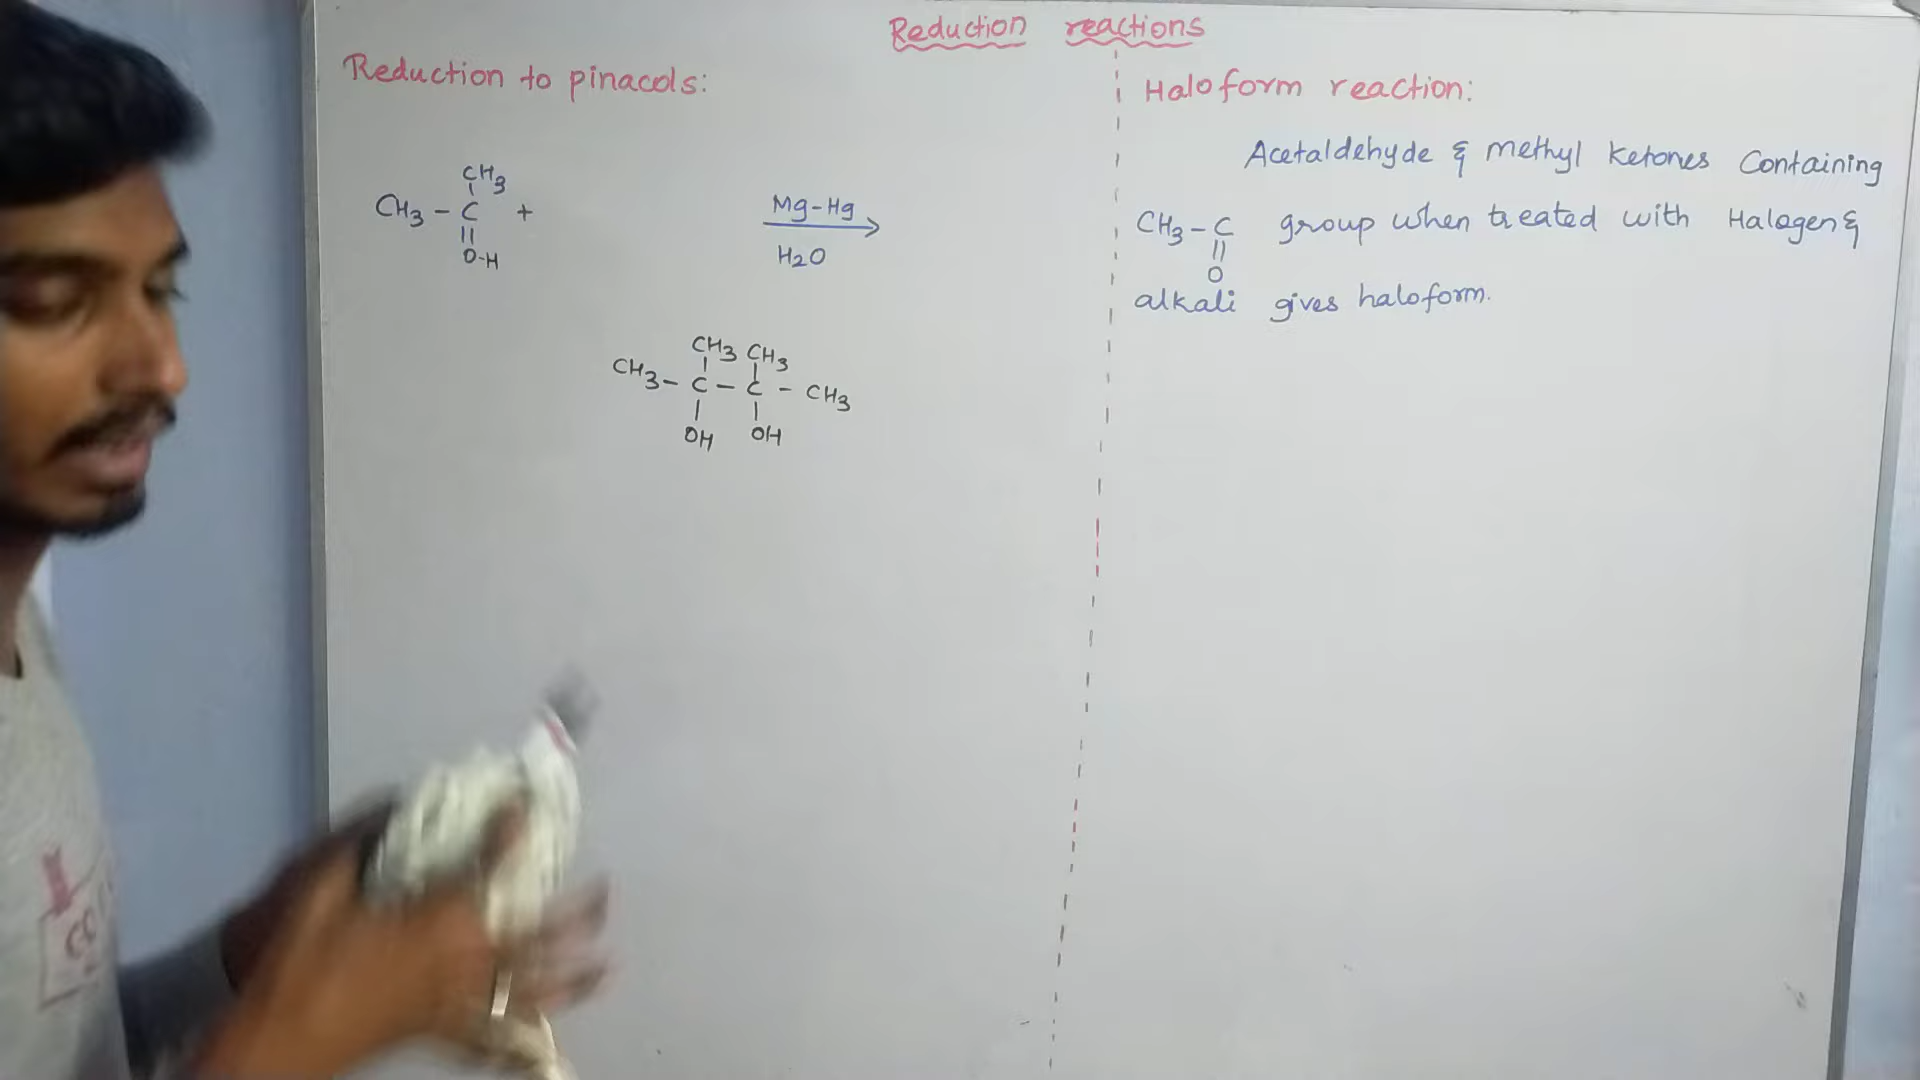 Reduction reactions
Reduction to pinacols:
CH3
CH3 - C +
||
O-H
Mg-Hg
H2O
CH3 CH3
CH3 - C - C - CH3
OH OH
Haloform reaction:
Acetaldehyde & methyl ketones Containing
CH3 - C group when treated with Halogen &
||
O
alkali gives haloform.